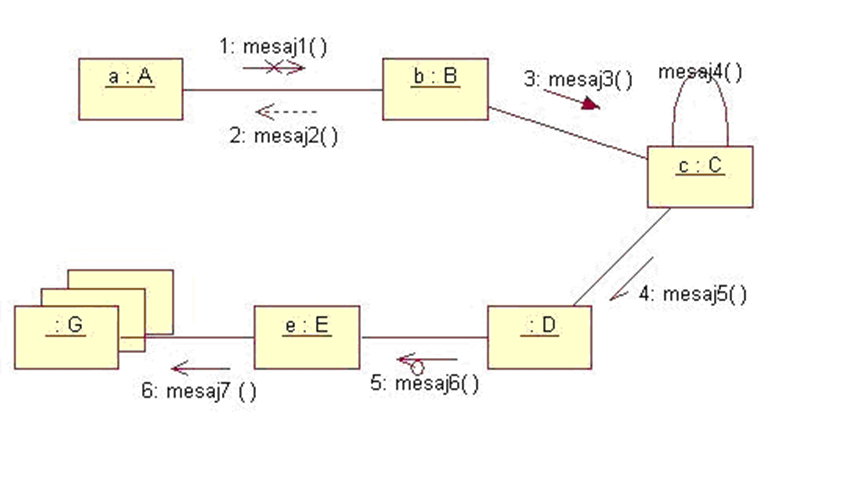 1: mesaj1( )
a : A
b : B
2: mesaj2( )
3: mesaj3( )
mesaj4( )
c : C
4: mesaj5( )
: G
e : E
: D
6: mesaj7 ( )
5: mesaj6( )